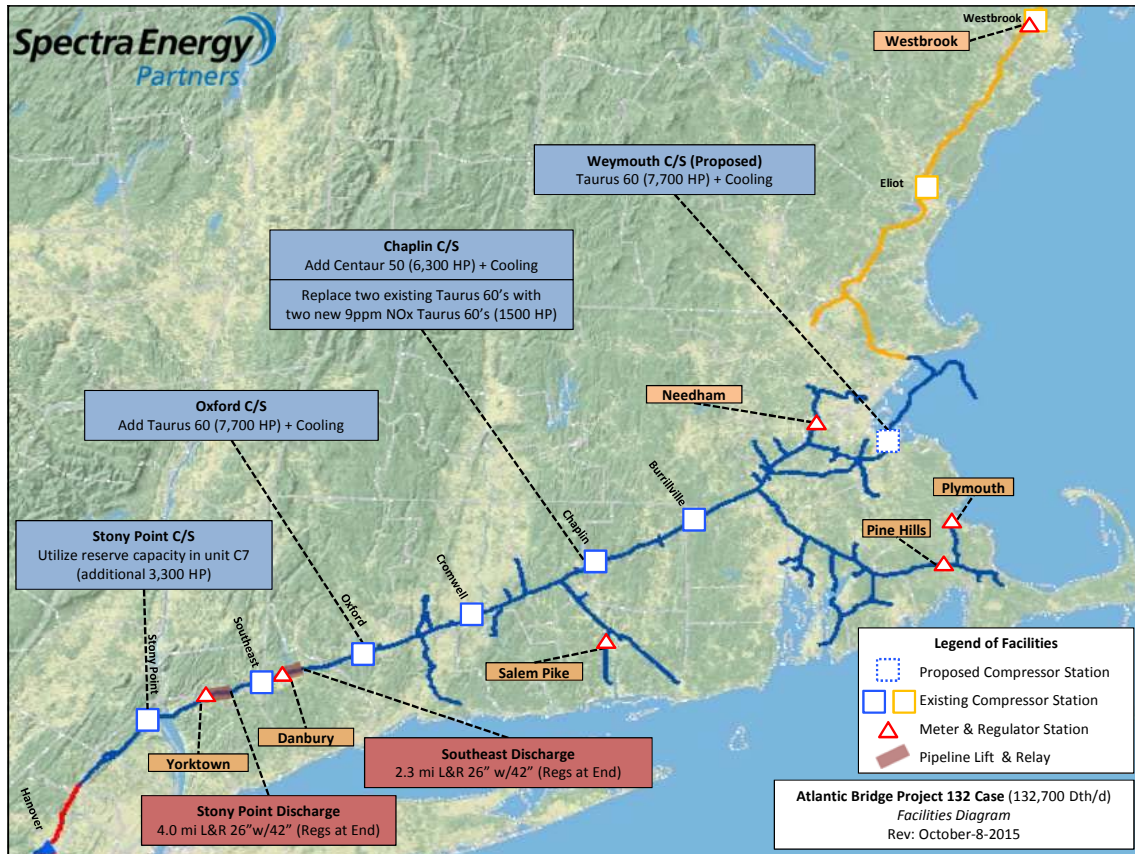 Spectra Energy
Partners
Westbrook
Westbrook
Weymouth C/S (Proposed)
Taurus 60 (7,700 HP) + Cooling
Eliot
Chaplin C/S
Add Centaur 50 (6,300 HP) + Cooling
Replace two existing Taurus 60's with
two new 9ppm NOx Taurus 60's (1500 HP)
Needham
Oxford C/S
Add Taurus 60 (7,700 HP) + Cooling
Burrillville
Plymouth
Chaplin
Pine Hills
Stony Point C/S
Utilize reserve capacity in unit C7
(additional 3,300 HP)
Cromwell
Oxford
Southeast
Stony Point
Salem Pike
Danbury
Yorktown
Southeast Discharge
2.3 mi L&R 26” w/42” (Regs at End)
Stony Point Discharge
4.0 mi L&R 26”w/42” (Regs at End)
Hanover
Legend of Facilities
Proposed Compressor Station
Existing Compressor Station
Meter & Regulator Station
Pipeline Lift & Relay
Atlantic Bridge Project 132 Case (132,700 Dth/d)
Facilities Diagram
Rev: October-8-2015